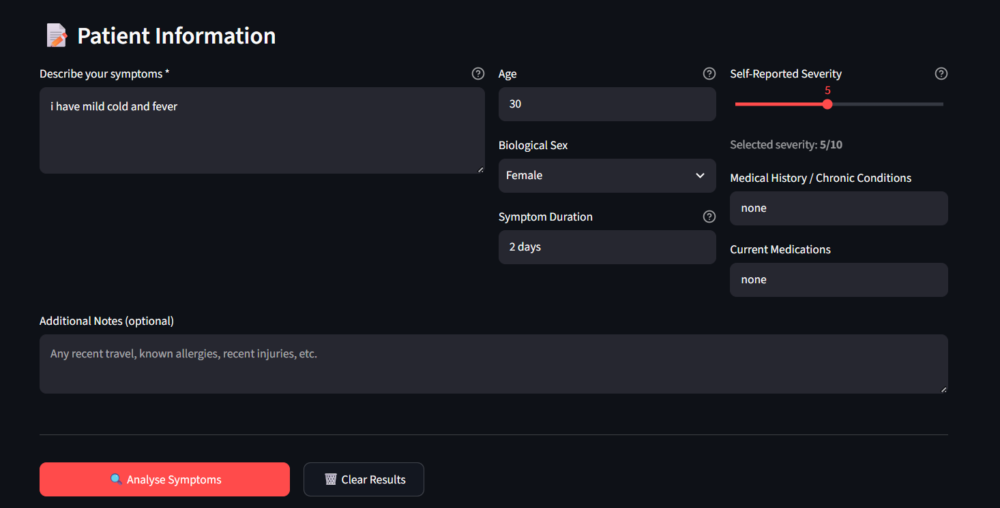 Patient Information
Describe your symptoms *
i have mild cold and fever
Age
30
Biological Sex
Female
Symptom Duration
2 days
Self-Reported Severity
5
Selected severity: 5/10
Medical History / Chronic Conditions
none
Current Medications
none
Additional Notes (optional)
Any recent travel, known allergies, recent injuries, etc.
Analyse Symptoms
Clear Results